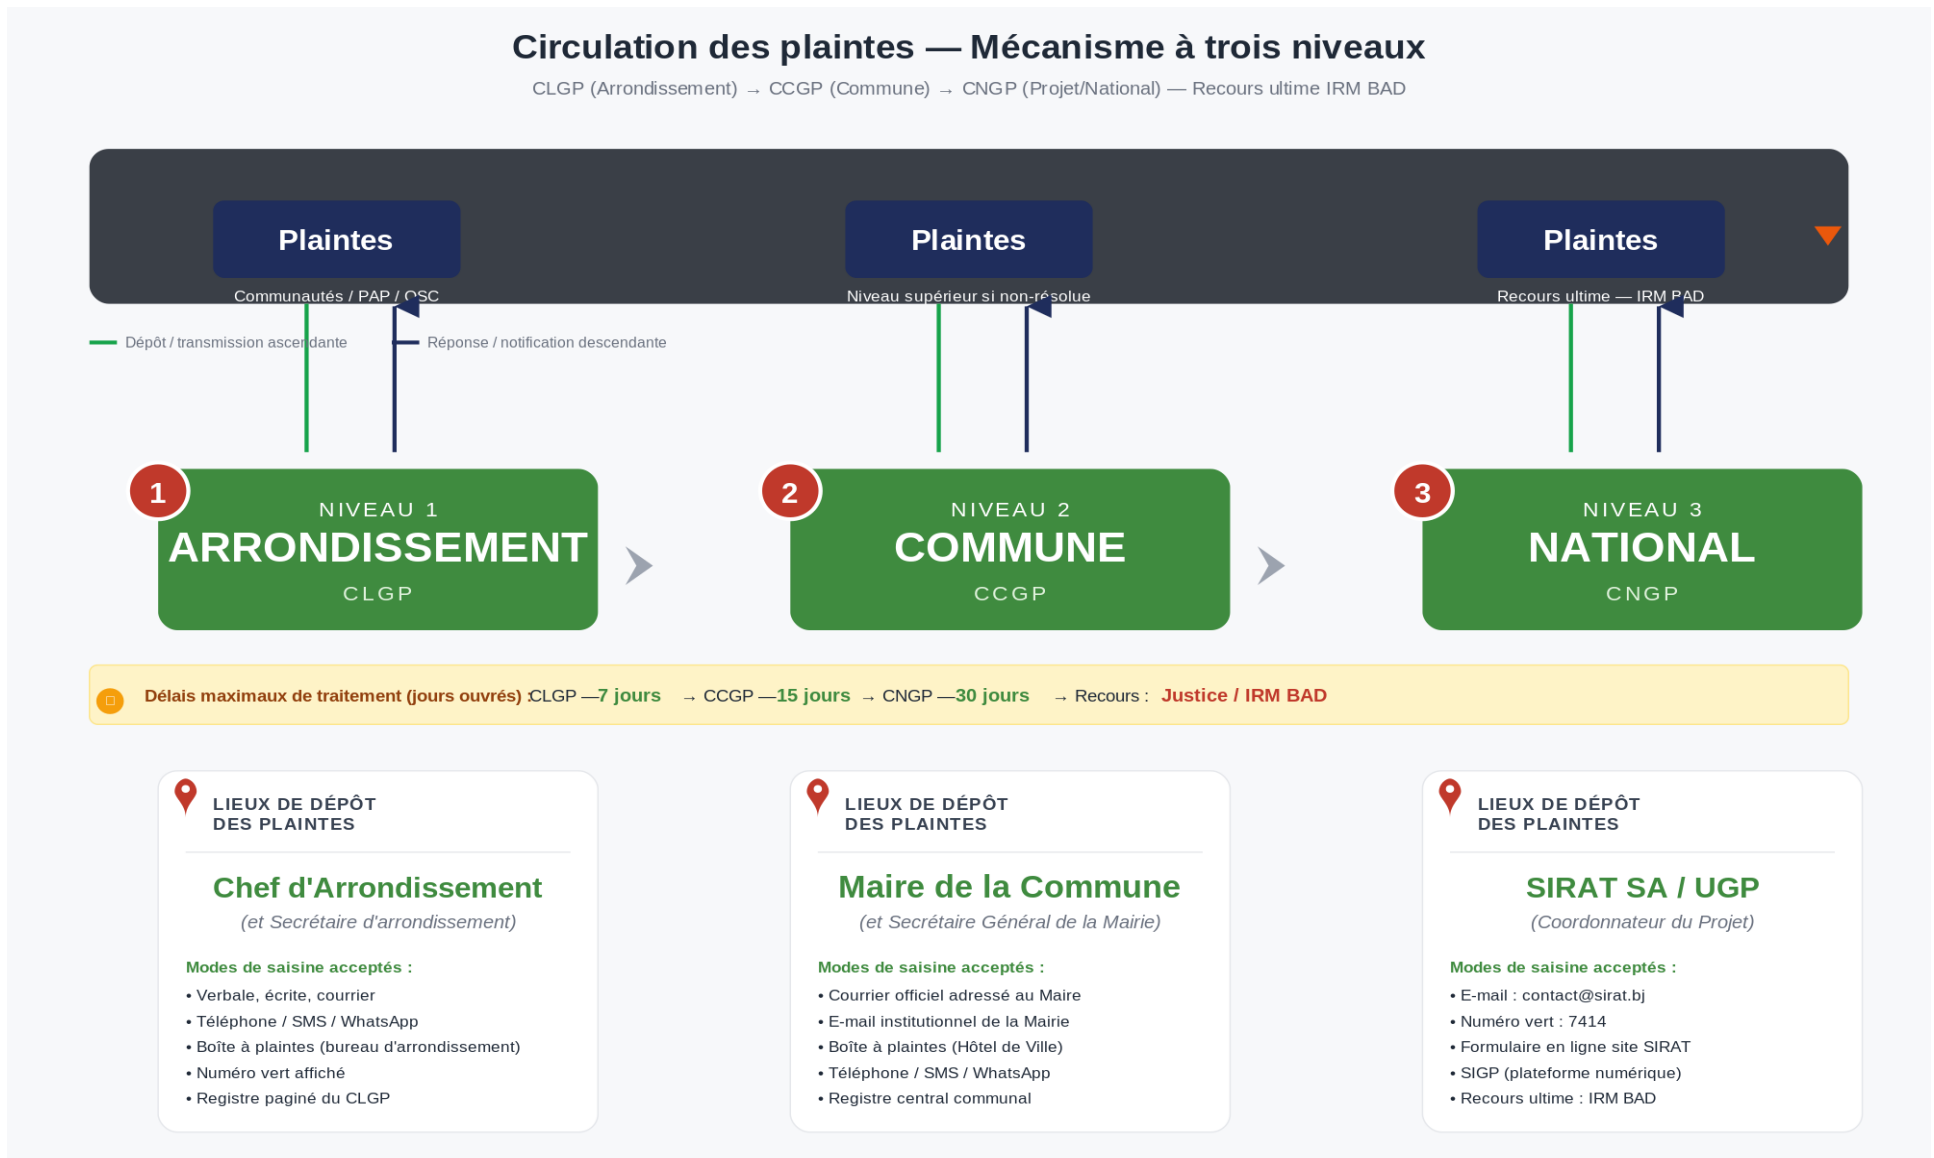 Circulation des plaintes — Mécanisme à trois niveaux
CLGP (Arrondissement) → CCGP (Commune) → CNGP (Projet/National) — Recours ultime IRM BAD
Plaintes
Communautés / PAP / OSC
Plaintes
Niveau supérieur si non-résolue
Plaintes
Recours ultime — IRM BAD
Dépôt / transmission ascendante
Réponse / notification descendante
1
NIVEAU 1
ARRONDISSEMENT
CLGP
2
NIVEAU 2
COMMUNE
CCGP
3
NIVEAU 3
NATIONAL
CNGP
Délais maximaux de traitement (jours ouvrés) : CLGP — 7 jours → CCGP — 15 jours → CNGP — 30 jours → Recours : Justice / IRM BAD
LIEUX DE DÉPÔT
DES PLAINTES
Chef d'Arrondissement
(et Secrétaire d'arrondissement)
Modes de saisine acceptés :
• Verbale, écrite, courrier
• Téléphone / SMS / WhatsApp
• Boîte à plaintes (bureau d'arrondissement)
• Numéro vert affiché
• Registre paginé du CLGP
LIEUX DE DÉPÔT
DES PLAINTES
Maire de la Commune
(et Secrétaire Général de la Mairie)
Modes de saisine acceptés :
• Courrier officiel adressé au Maire
• E-mail institutionnel de la Mairie
• Boîte à plaintes (Hôtel de Ville)
• Téléphone / SMS / WhatsApp
• Registre central communal
LIEUX DE DÉPÔT
DES PLAINTES
SIRAT SA / UGP
(Coordonnateur du Projet)
Modes de saisine acceptés :
• E-mail : contact@sirat.bj
• Numéro vert : 7414
• Formulaire en ligne site SIRAT
• SIGP (plateforme numérique)
• Recours ultime : IRM BAD